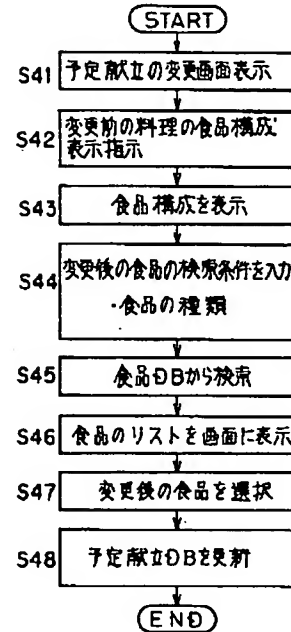 START
S41 予定献立の変更画面表示
S42 変更前の料理の食品構成
表示指示
S43 食品構成を表示
S44 変更後の食品の検索条件を入力
・食品の種類
S45 食品DBから検索
S46 食品のリストを画面に表示
S47 変更後の食品を選択
S48 予定献立DBを更新
END